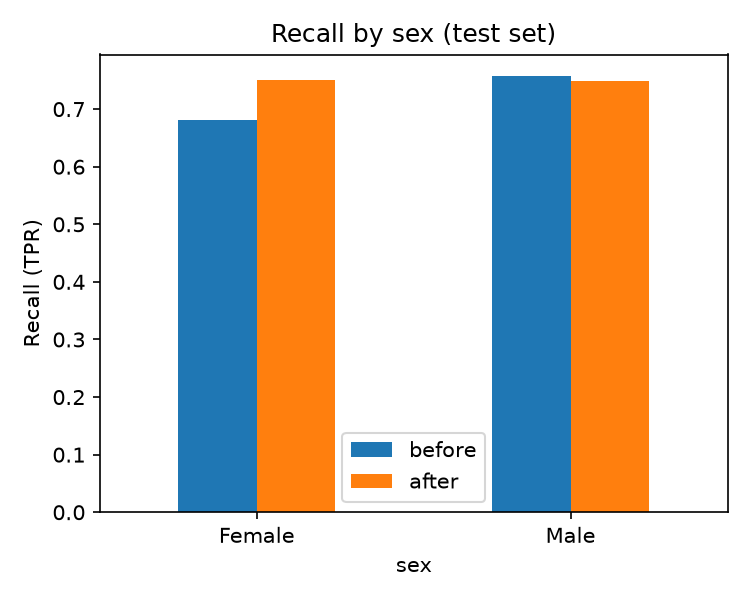 Recall by sex (test set)
Recall (TPR)
0.7
0.6
0.5
0.4
0.3
0.2
0.1
0.0
before
after
Female
Male
sex